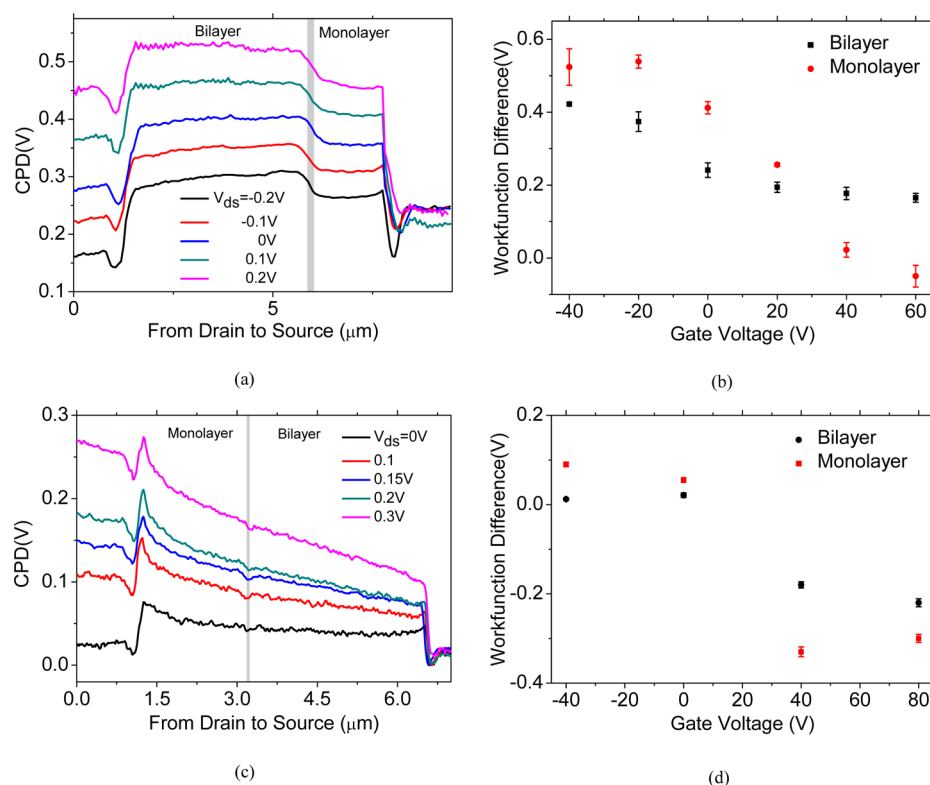 Bilayer Monolayer
0.5
0.4
0.3
0.2
0.1
CPD(V)
Vds=-0.2V
-0.1V
0V
0.1V
0.2V
0 5
From Drain to Source (μm)
(a)
0.6
0.4
0.2
0.0
Workfunction Difference(V)
Bilayer
Monolayer
-40 -20 0 20 40 60
Gate Voltage (V)
(b)
0.3
0.2
0.1
0.0
CPD(V)
Monolayer Bilayer
Vds=0V
0.1
0.15V
0.2V
0.3V
0.0 1.5 3.0 4.5 6.0
From Drain to Source (μm)
(c)
0.2
0.0
-0.2
-0.4
Workfunction Difference(V)
Bilayer
Monolayer
-40 -20 0 20 40 60 80
Gate Voltage (V)
(d)